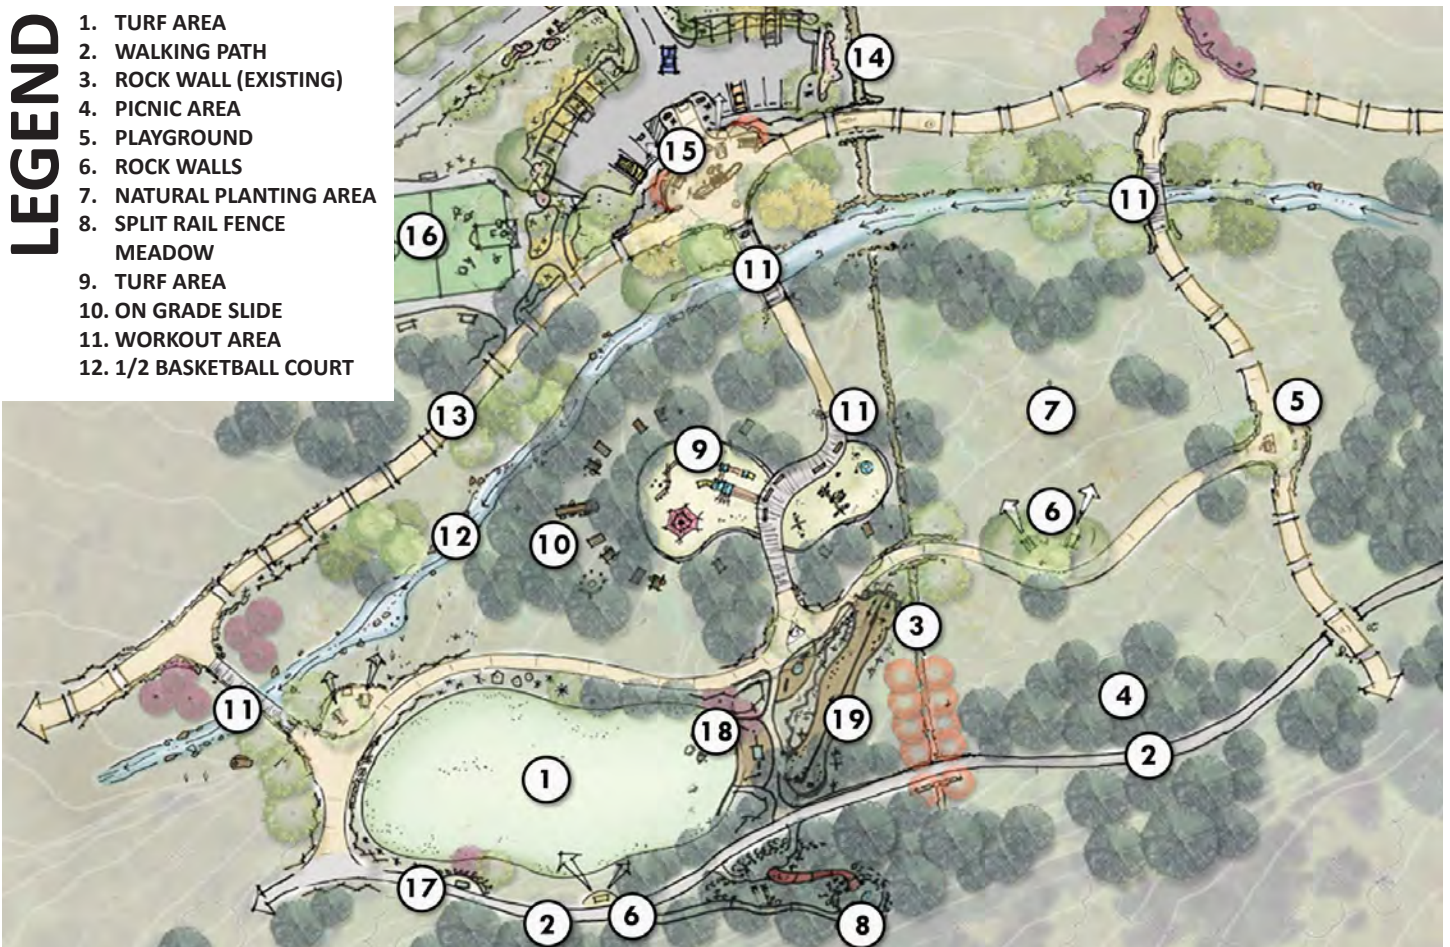 LEGEND
1. TURF AREA
2. WALKING PATH
3. ROCK WALL (EXISTING)
4. PICNIC AREA
5. PLAYGROUND
6. ROCK WALLS
7. NATURAL PLANTING AREA
8. SPLIT RAIL FENCE
MEADOW
9. TURF AREA
10. ON GRADE SLIDE
11. WORKOUT AREA
12. 1/2 BASKETBALL COURT
14
15
11
16
11
13
11
5
7
9
6
12
10
3
4
11
18
19
2
1
17
2
6
8